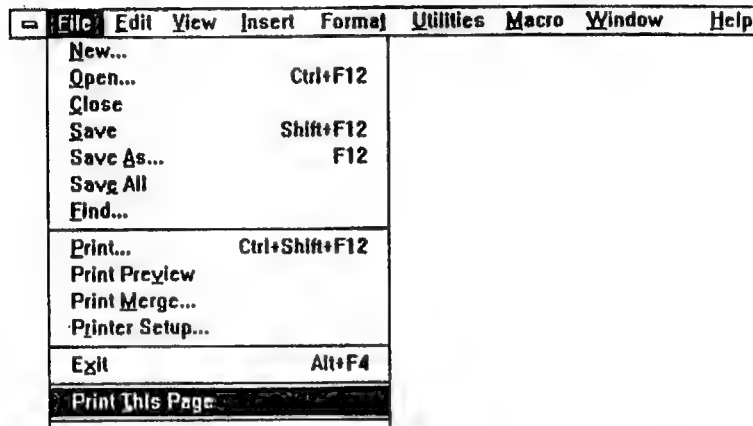 File Edit View Insert Format Utilities Macro Window Help
New...
Open... Ctrl+F12
Close
Save Shift+F12
Save As... F12
Save All
Find...
Print... Ctrl+Shift+F12
Print Preview
Print Merge...
Printer Setup...
Exit Alt+F4
Print This Page